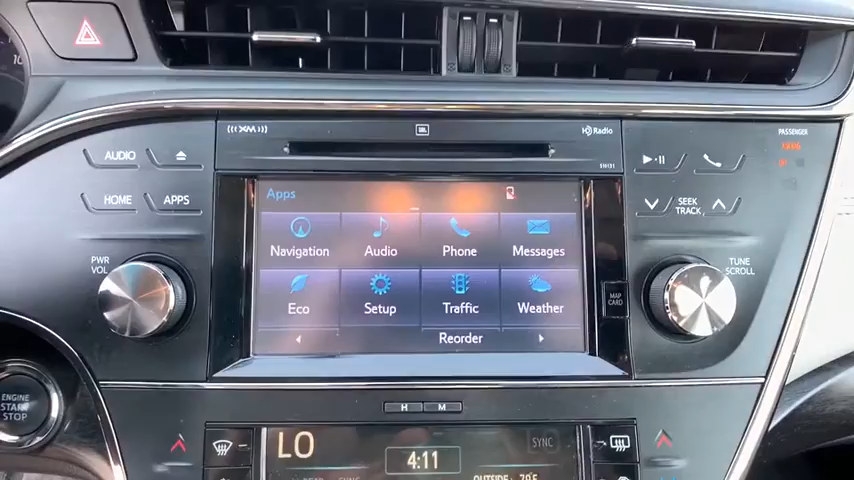 ((XM))
JBL
HD Radio
PASSENGER
AUDIO
HOME
APPS
PWR
VOL
Apps
Navigation
Audio
Phone
Messages
Eco
Setup
Traffic
Weather
Reorder
SEEK
TRACK
TUNE
SCROLL
MAP
CARD
ENGINE
START
STOP
H
M
LO
4:11
SYNC
OUTSIDE